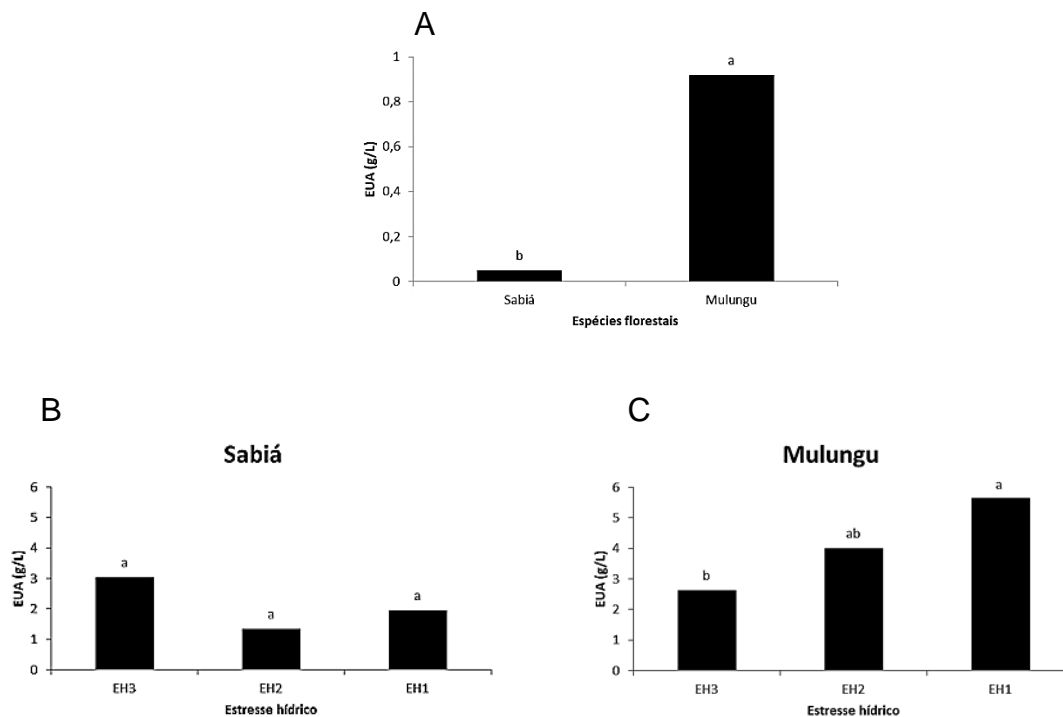 A
1
0,8
0,6
0,4
0,2
0
EUA (g/L)
b
a
Sabiá Mulungu
Espécies florestais
B
Sabiá
6
5
4
3
2
1
0
EUA (g/L)
a
a
a
EH3 EH2 EH1
Estresse hídrico
C
Mulungu
6
5
4
3
2
1
0
EUA (g/L)
b
ab
a
EH3 EH2 EH1
Estresse hídrico